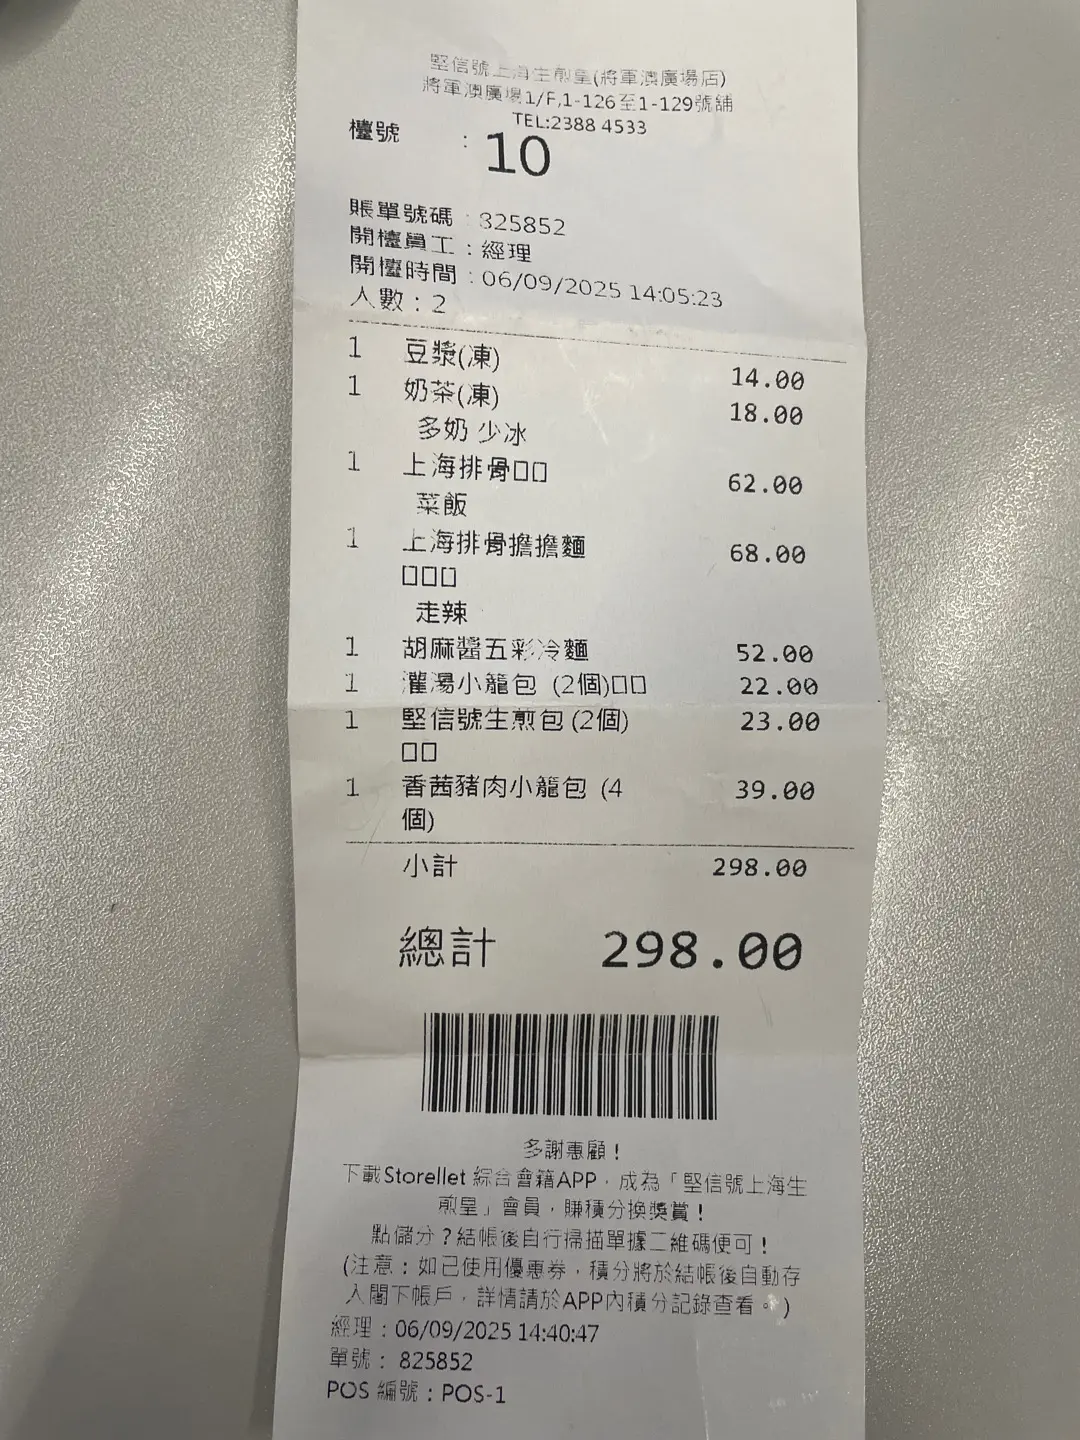 堅信號上海生煎皇(將軍澳廣場店)
將軍澳廣場1/F,1-126至1-129號舖
TEL:2388 4533
檯號 : 10
賬單號碼 : 825852
開檯員工 : 經理
開檯時間 : 06/09/2025 14:05:23
人數 : 2
1 豆漿(凍) 14.00
1 奶茶(凍) 18.00
多奶 少冰
1 上海排骨□□ 62.00
菜飯
1 上海排骨擔擔麵 68.00
□□□
走辣
1 胡麻醬五彩冷麵 52.00
1 灌湯小籠包 (2個)□□ 22.00
1 堅信號生煎包 (2個) 23.00
□□
1 香茜豬肉小籠包 (4 39.00
個)
小計 298.00
總計 298.00
多謝惠顧！
下載Storellet 綜合會籍APP，成為「堅信號上海生
煎皇」會員，賺積分換獎賞！
點儲分？結帳後自行掃描單據二維碼便可！
(注意：如已使用優惠券，積分將於結帳後自動存
入閣下帳戶，詳情請於APP內積分記錄查看。)
經理 : 06/09/2025 14:40:47
單號 : 825852
POS 編號 : POS-1